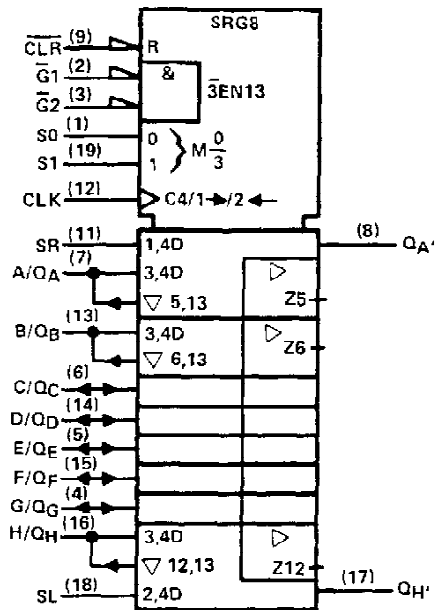 SRG8
CLR (9) R
G1 (2) &
G2 (3) 3EN13
S0 (1) 0
S1 (19) 1 } M 0/3
CLK (12) C4/1→/2←
SR (11) 1,4D (8) QA'
A/QA (7) 3,4D ▷
▽ 5,13 Z5
B/QB (13) 3,4D ▷
▽ 6,13 Z6
C/QC (6)
D/QD (14)
E/QE (5)
F/QF (15)
G/QG (4)
H/QH (16) 3,4D ▷
▽ 12,13 Z12
SL (18) 2,4D (17) QH'